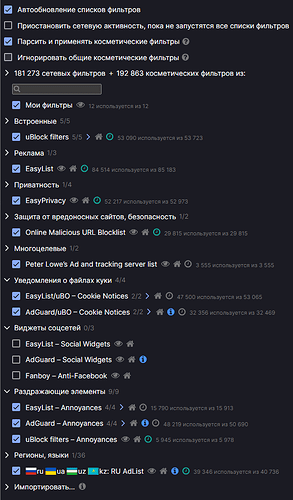 Автообновление списков фильтров
Приостановить сетевую активность, пока не запустятся все списки фильтров
Парсить и применять косметические фильтры
Игнорировать общие косметические фильтры
181 273 сетевых фильтров + 192 863 косметических фильтров из:
Мои фильтры 12 используется из 12
Встроенные 5/5
uBlock filters 5/5 53 090 используется из 53 723
Реклама 1/3
EasyList 84 514 используется из 85 183
Приватность 1/4
EasyPrivacy 52 217 используется из 52 973
Защита от вредоносных сайтов, безопасность 1/2
Online Malicious URL Blocklist 29 815 используется из 29 815
Многоцелевые 1/2
Peter Lowe's Ad and tracking server list 3 555 используется из 3 555
Уведомления о файлах куки 4/4
EasyList/uBO – Cookie Notices 2/2 47 500 используется из 53 065
AdGuard/uBO – Cookie Notices 2/2 32 356 используется из 32 469
Виджеты соцсетей 0/3
EasyList – Social Widgets
AdGuard – Social Widgets
Fanboy – Anti-Facebook
Раздражающие элементы 9/9
EasyList – Annoyances 4/4 15 790 используется из 15 913
AdGuard – Annoyances 4/4 48 219 используется из 50 690
uBlock filters – Annoyances 5 945 используется из 5 978
Регионы, языки 1/36
ru ua uz kz: RU AdList 39 346 используется из 40 736
Импортировать...